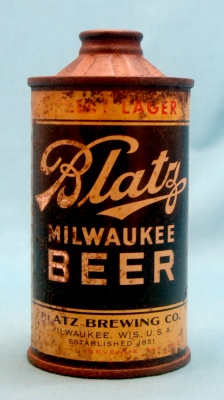 LAGER
Blatz
MILWAUKEE
BEER
BLATZ BREWING CO.
MILWAUKEE, WIS., U.S.A.
ESTABLISHED 1851